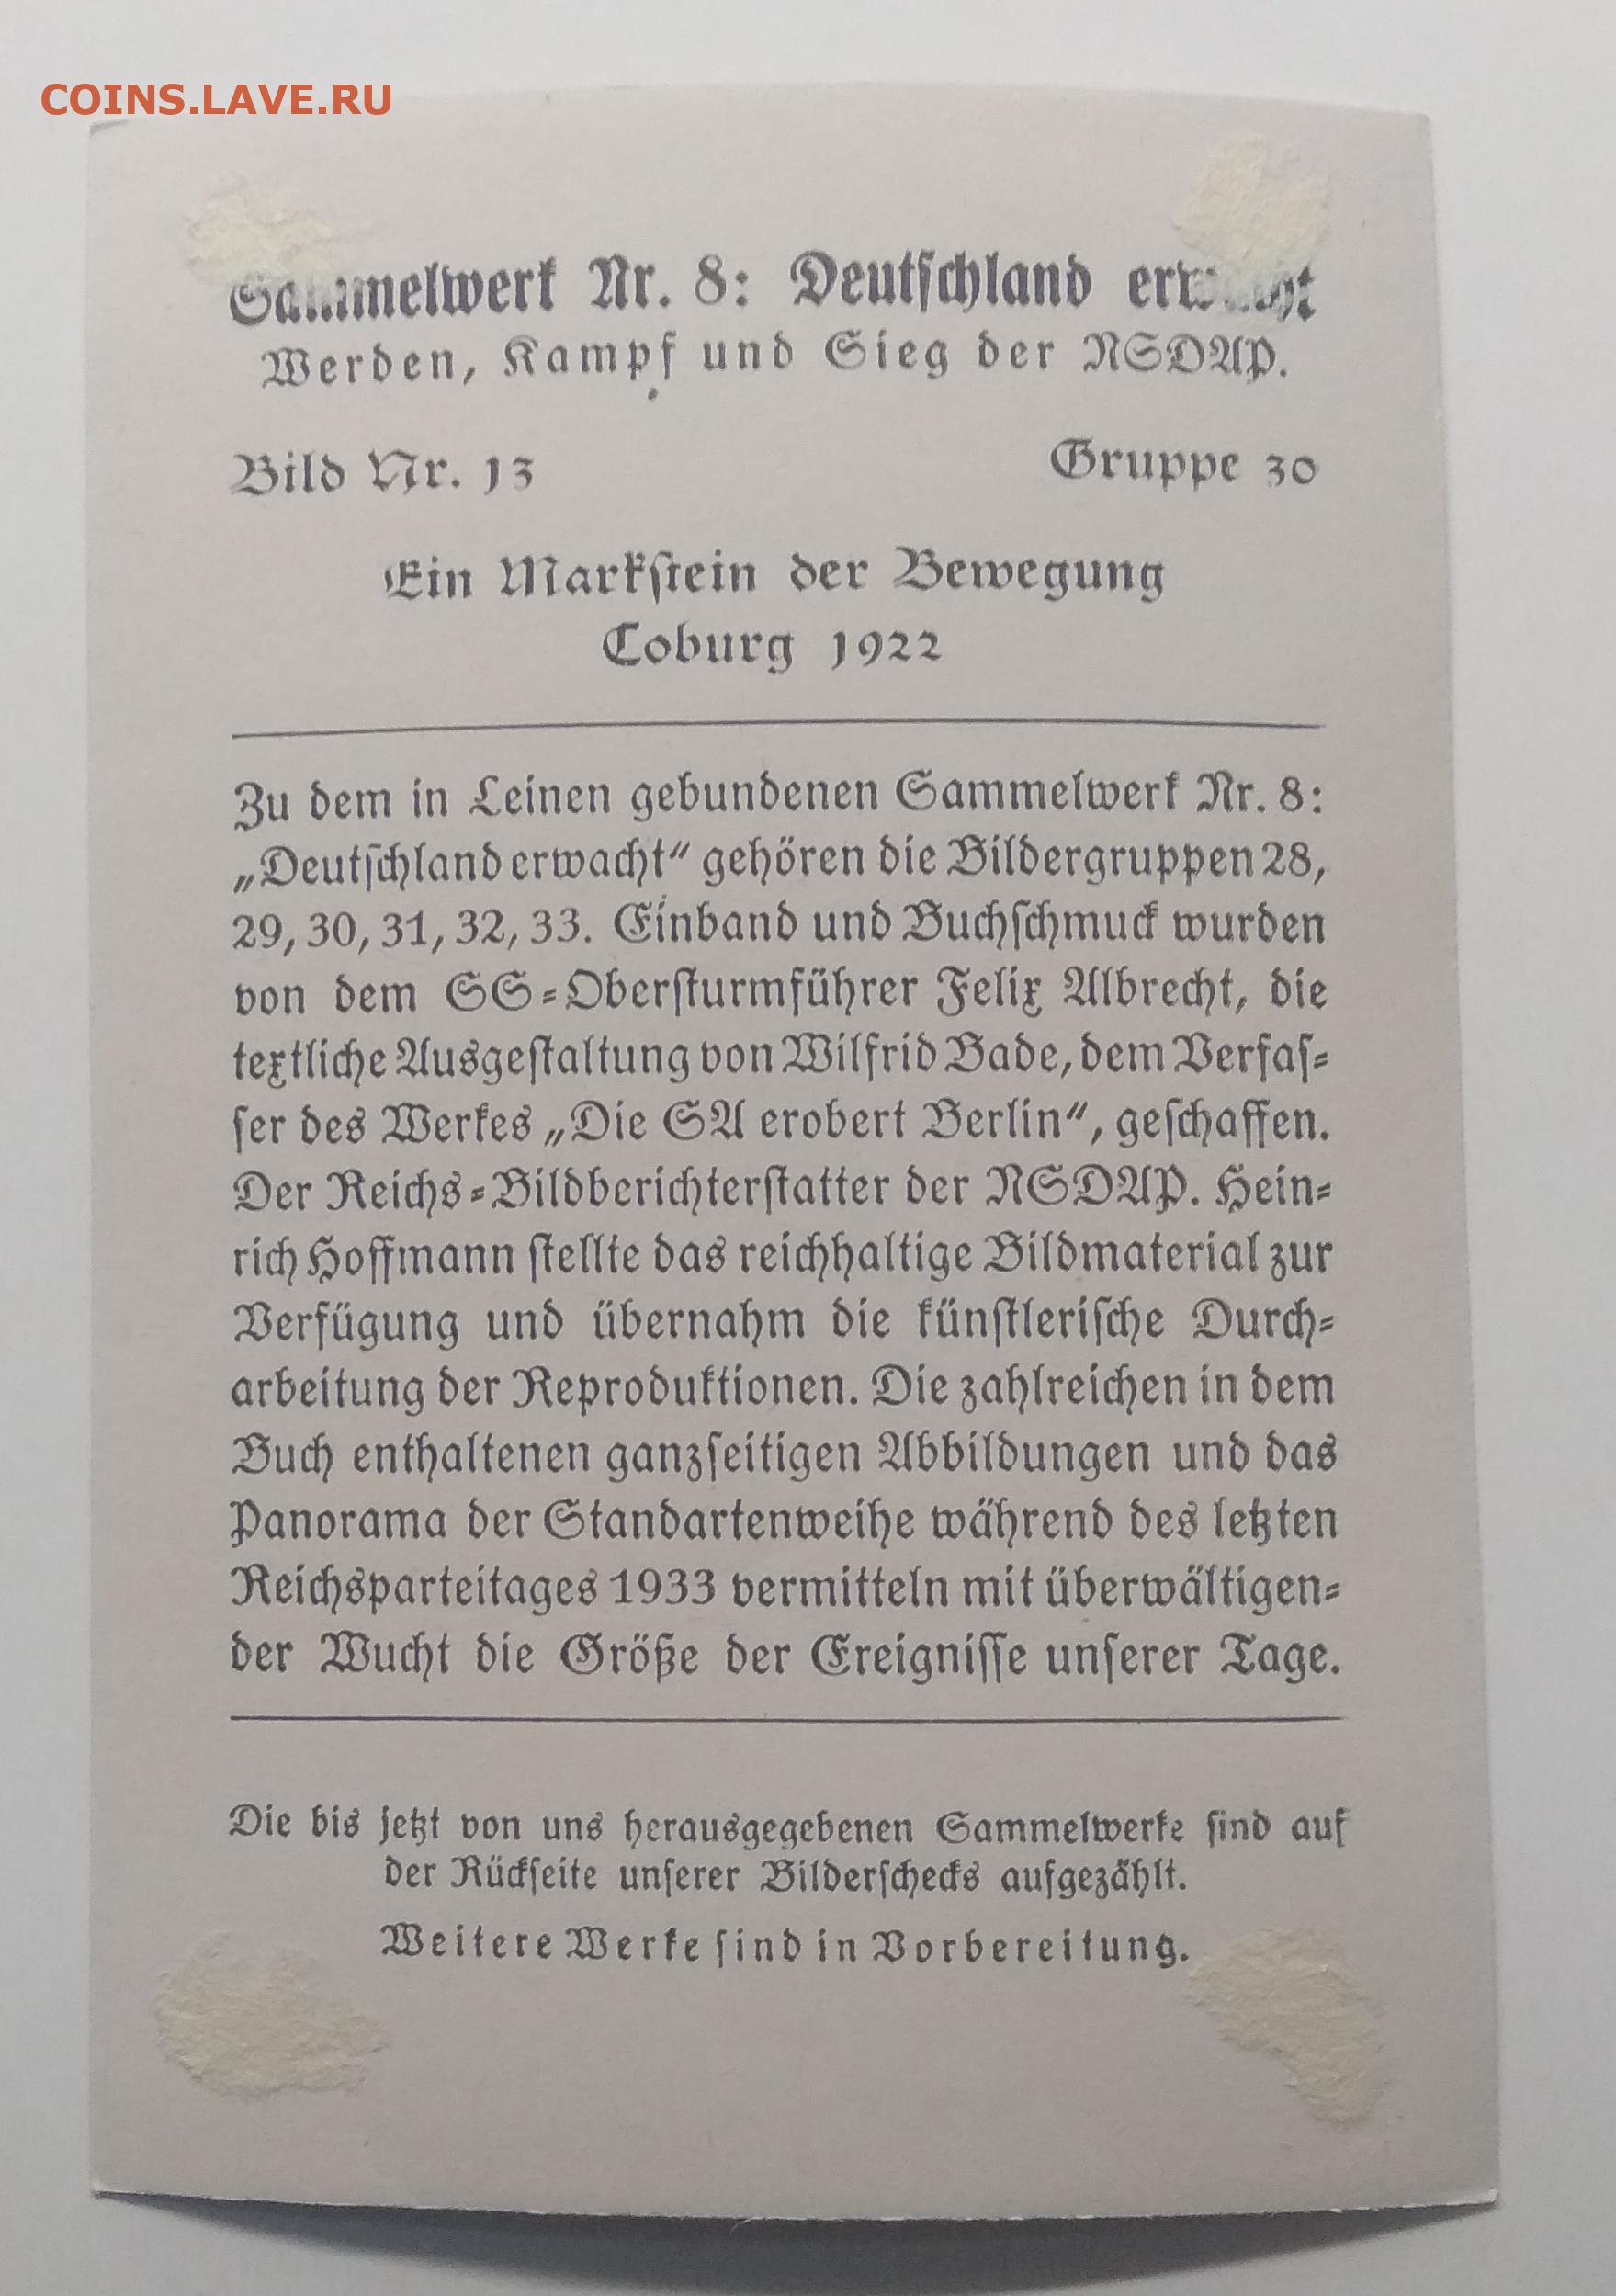 COINS.LAVE.RU
Sammelwerk Nr. 8: Deutschland erwacht
Werden, Kampf und Sieg der NSDAP.
Bild Nr. 13 Gruppe 30
Ein Markstein der Bewegung
Coburg 1922
Zu dem in Leinen gebundenen Sammelwerk Nr. 8:
„Deutschland erwacht“ gehören die Bildergruppen 28,
29, 30, 31, 32, 33. Einband und Buchschmuck wurden
von dem SS-Obersturmführer Felix Albrecht, die
textliche Ausgestaltung von Wilfrid Bade, dem Verfas-
ser des Werkes „Die SA erobert Berlin“, geschaffen.
Der Reichs-Bildberichterstatter der NSDAP. Hein-
rich Hoffmann stellte das reichhaltige Bildmaterial zur
Verfügung und übernahm die künstlerische Durch-
arbeitung der Reproduktionen. Die zahlreichen in dem
Buch enthaltenen ganzseitigen Abbildungen und das
Panorama der Standartenweihe während des letzten
Reichsparteitages 1933 vermitteln mit überwältigen-
der Wucht die Größe der Ereignisse unserer Tage.
Die bis jetzt von uns herausgegebenen Sammelwerke sind auf
der Rückseite unserer Bilderschecks aufgezählt.
Weitere Werke sind in Vorbereitung.